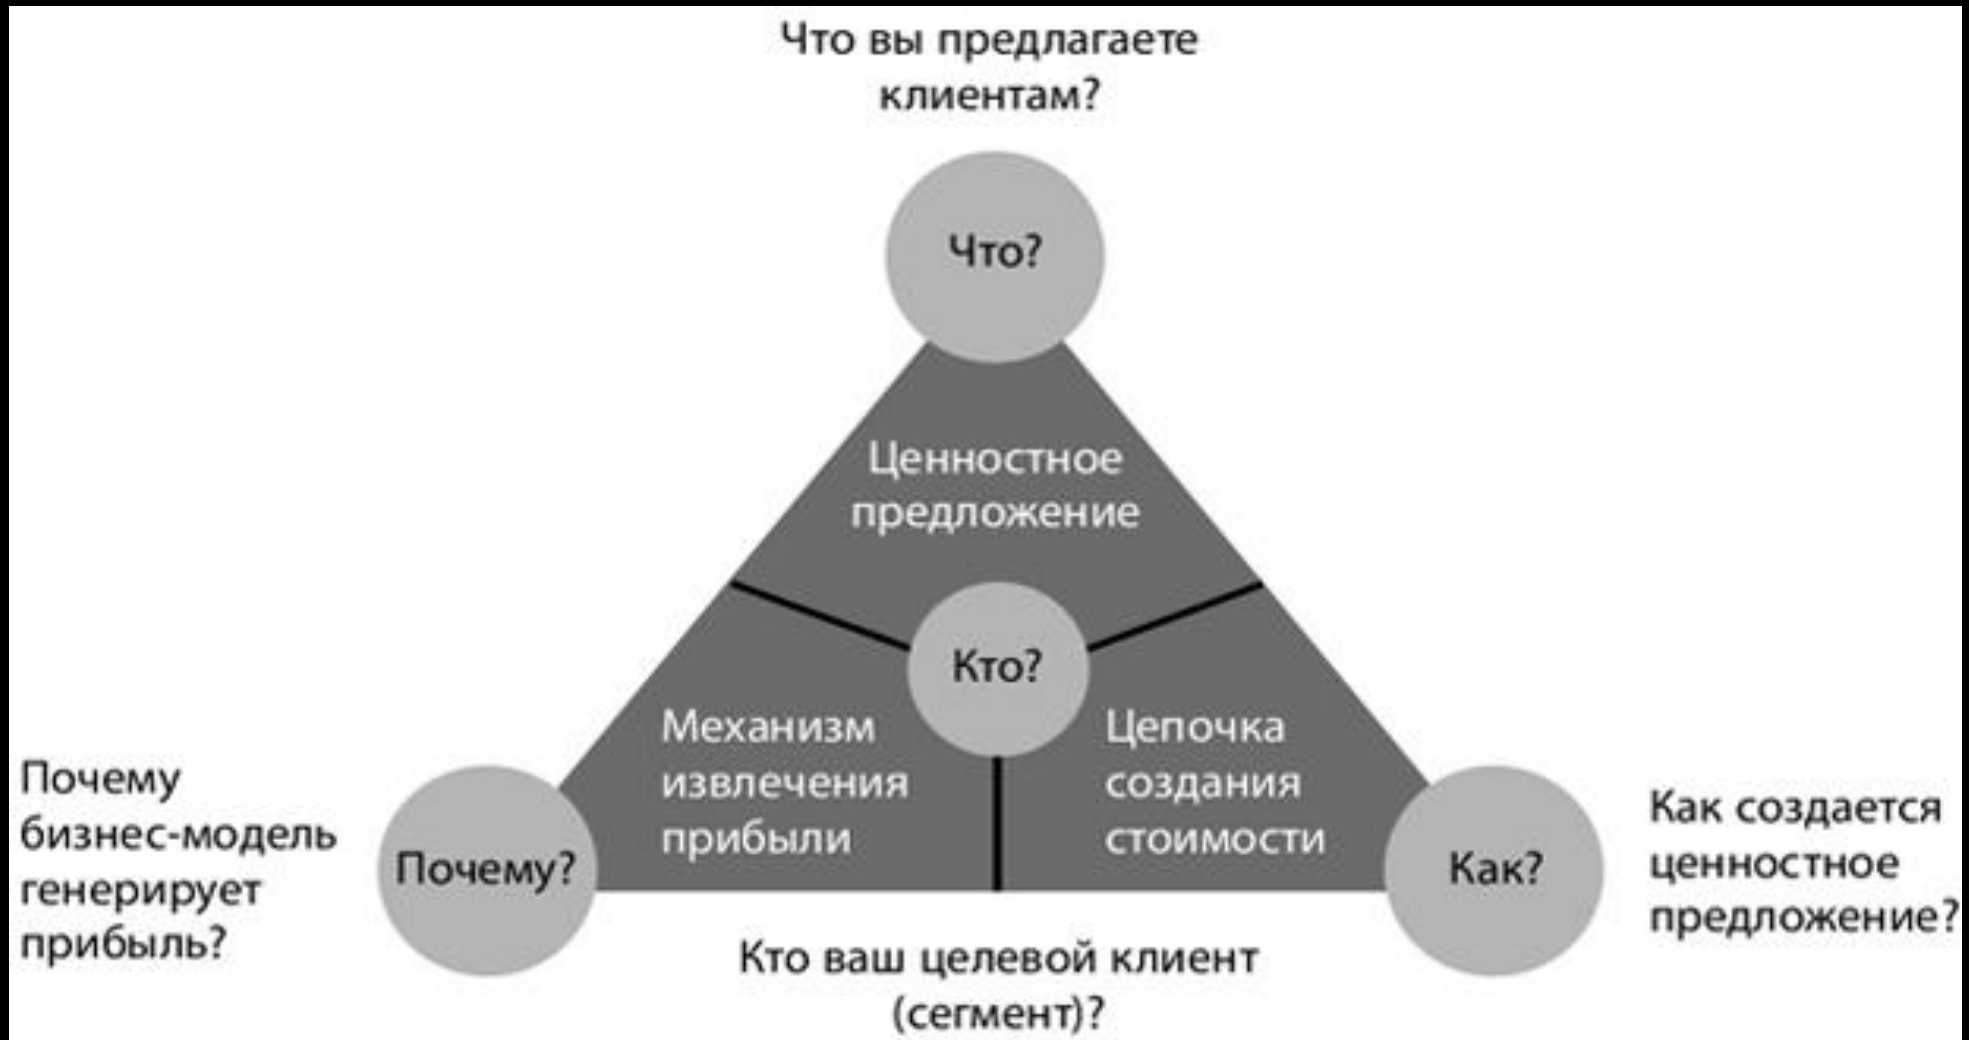 Что вы предлагаете
клиентам?
Что?
Ценностное
предложение
Кто?
Механизм
извлечения
прибыли
Цепочка
создания
стоимости
Почему
бизнес-модель
генерирует
прибыль?
Почему?
Как?
Как создается
ценностное
предложение?
Кто ваш целевой клиент
(сегмент)?